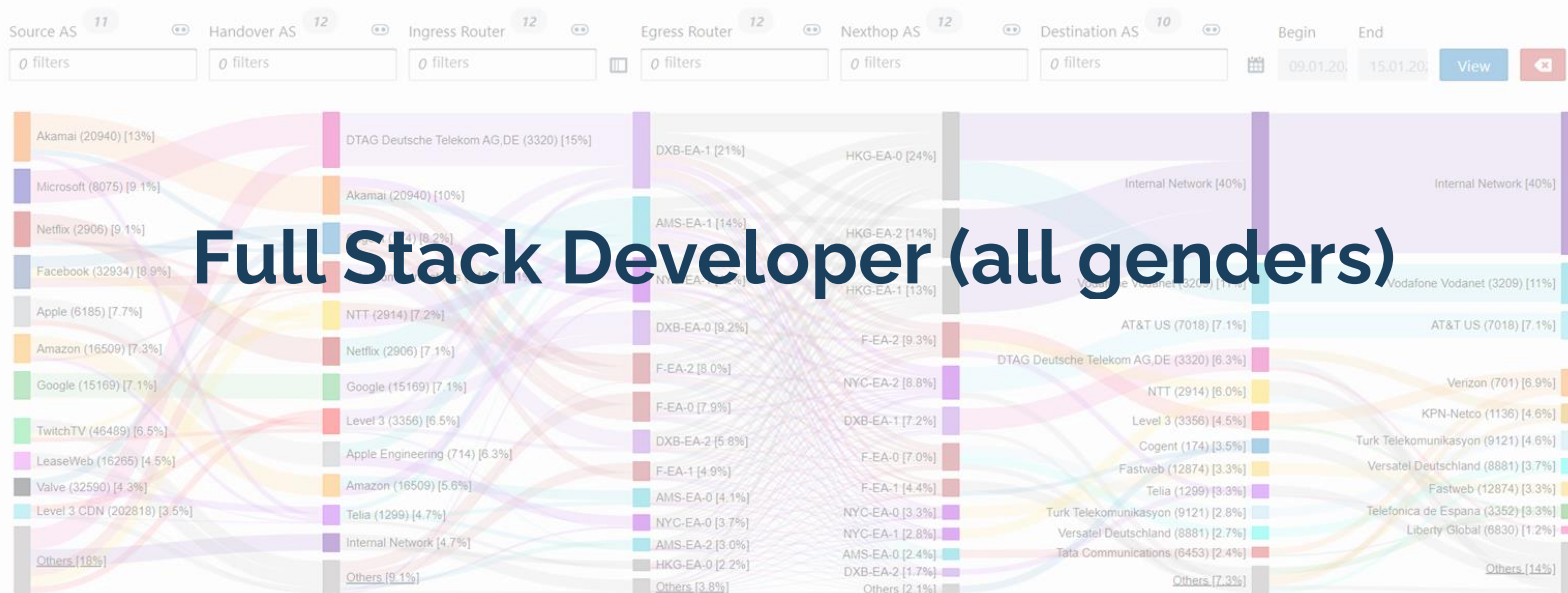 Source AS 11
Handover AS 12
Ingress Router 12
Egress Router 12
Nexthop AS 12
Destination AS 10
Begin
End
0 filters
0 filters
0 filters
0 filters
0 filters
0 filters
09.01.20
15.01.20
View
Full Stack Developer (all genders)
Akamai (20940) [13%]
Microsoft (8075) [9.1%]
Netflix (2906) [9.1%]
Facebook (32934) [8.9%]
Apple (6185) [7.7%]
Amazon (16509) [7.3%]
Google (15169) [7.1%]
TwitchTV (46489) [6.5%]
LeaseWeb (16265) [4.5%]
Valve (32590) [4.3%]
Level 3 CDN (202818) [3.5%]
Others [18%]
DTAG Deutsche Telekom AG,DE (3320) [15%]
Akamai (20940) [10%]
NTT (2914) [7.2%]
Netflix (2906) [7.1%]
Google (15169) [7.1%]
Level 3 (3356) [6.5%]
Apple Engineering (714) [6.3%]
Amazon (16509) [5.6%]
Telia (1299) [4.7%]
Internal Network [4.7%]
Others [9.1%]
DXB-EA-1 [21%]
AMS-EA-1 [14%]
DXB-EA-0 [9.2%]
F-EA-2 [8.0%]
F-EA-0 [7.9%]
DXB-EA-2 [5.8%]
F-EA-1 [4.9%]
AMS-EA-0 [4.1%]
NYC-EA-0 [3.7%]
AMS-EA-2 [3.0%]
HKG-EA-0 [2.2%]
Others [3.8%]
HKG-EA-0 [24%]
HKG-EA-2 [14%]
HKG-EA-1 [13%]
F-EA-2 [9.3%]
NYC-EA-2 [8.8%]
DXB-EA-1 [7.2%]
F-EA-0 [7.0%]
F-EA-1 [4.4%]
NYC-EA-0 [3.3%]
NYC-EA-1 [2.8%]
AMS-EA-0 [2.4%]
DXB-EA-2 [1.7%]
Others [2.1%]
Internal Network [40%]
Vodafone Vodanet (3209) [11%]
AT&T US (7018) [7.1%]
DTAG Deutsche Telekom AG,DE (3320) [6.3%]
NTT (2914) [6.0%]
Level 3 (3356) [4.5%]
Cogent (174) [3.5%]
Fastweb (12874) [3.3%]
Telia (1299) [3.3%]
Turk Telekomunikasyon (9121) [2.8%]
Versatel Deutschland (8881) [2.7%]
Tata Communications (6453) [2.4%]
Others [7.3%]
Internal Network [40%]
Vodafone Vodanet (3209) [11%]
AT&T US (7018) [7.1%]
Verizon (701) [6.9%]
KPN-Netco (1136) [4.6%]
Turk Telekomunikasyon (9121) [4.6%]
Versatel Deutschland (8881) [3.7%]
Fastweb (12874) [3.3%]
Telefonica de Espana (3352) [3.3%]
Liberty Global (6830) [1.2%]
Others [14%]